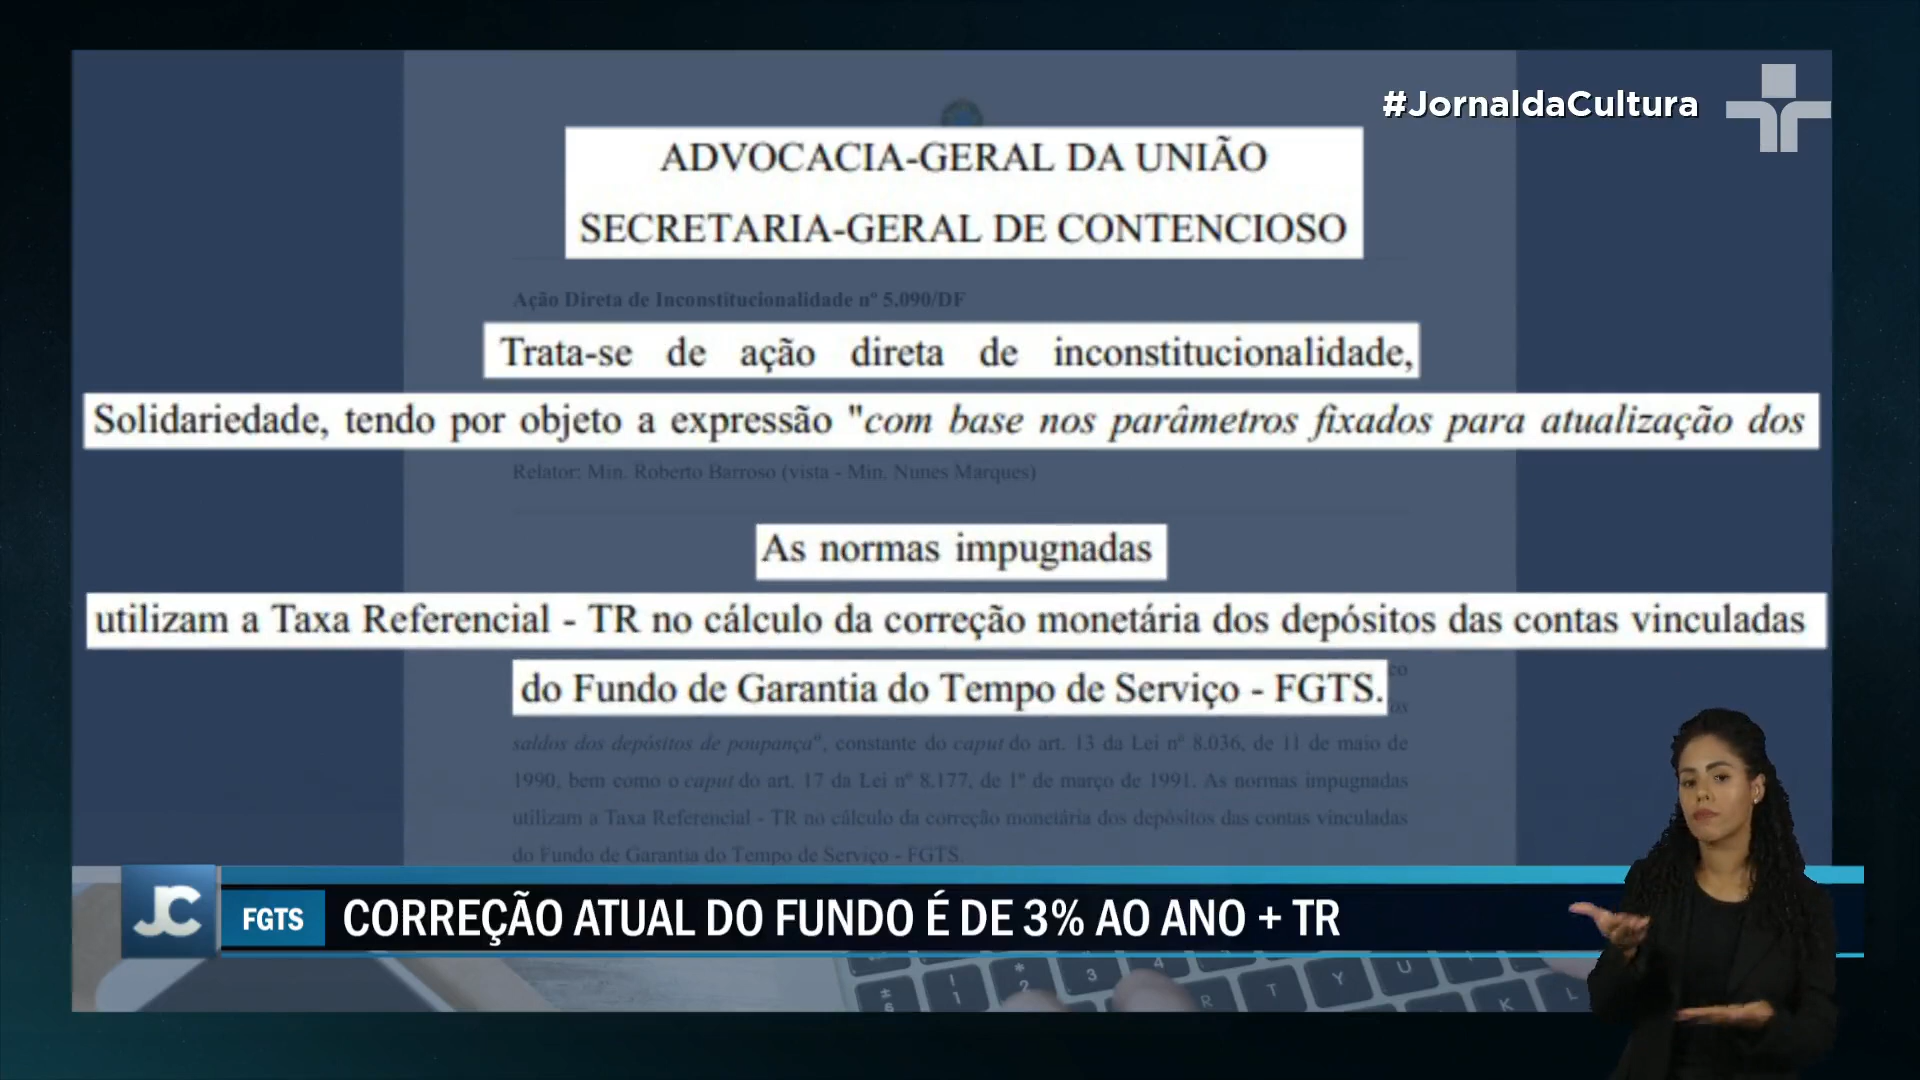 #JornaldaCultura
ADVOCACIA-GERAL DA UNIÃO
SECRETARIA-GERAL DE CONTENCIOSO
Ação Direta de Inconstitucionalidade nº 5.090/DF
Trata-se de ação direta de inconstitucionalidade,
Solidariedade, tendo por objeto a expressão "com base nos parâmetros fixados para atualização dos
Relator: Min. Roberto Barroso (vista - Min. Nunes Marques)
As normas impugnadas
utilizam a Taxa Referencial - TR no cálculo da correção monetária dos depósitos das contas vinculadas
do Fundo de Garantia do Tempo de Serviço - FGTS.
saldos dos depósitos de poupança", constante do caput do art. 13 da Lei nº 8.036, de 11 de maio de
1990, bem como o caput do art. 17 da Lei nº 8.177, de 1º de março de 1991. As normas impugnadas
utilizam a Taxa Referencial - TR no cálculo da correção monetária dos depósitos das contas vinculadas
do Fundo de Garantia do Tempo de Serviço - FGTS.
JC
FGTS
CORREÇÃO ATUAL DO FUNDO É DE 3% AO ANO + TR